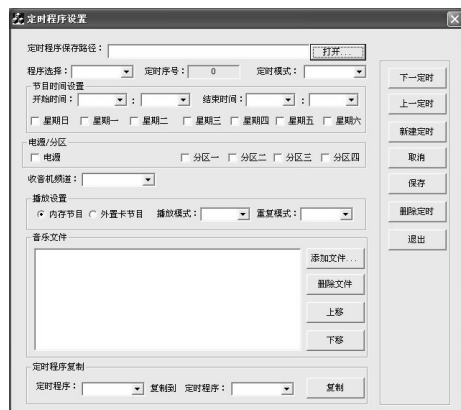 定时程序设置
定时程序保存路径： 打开...
程序选择： 定时序号： 0 定时模式：
节目时间设置
开始时间： ： 结束时间： ：
星期日 星期一 星期二 星期三 星期四 星期五 星期六
电源/分区
电源 分区一 分区二 分区三 分区四
收音机频道：
播放设置
内存节目 外置卡节目 播放模式： 重复模式：
音乐文件
添加文件...
删除文件
上移
下移
定时程序复制
定时程序： 复制到 定时程序： 复制
下一定时
上一定时
新建定时
取消
保存
删除定时
退出